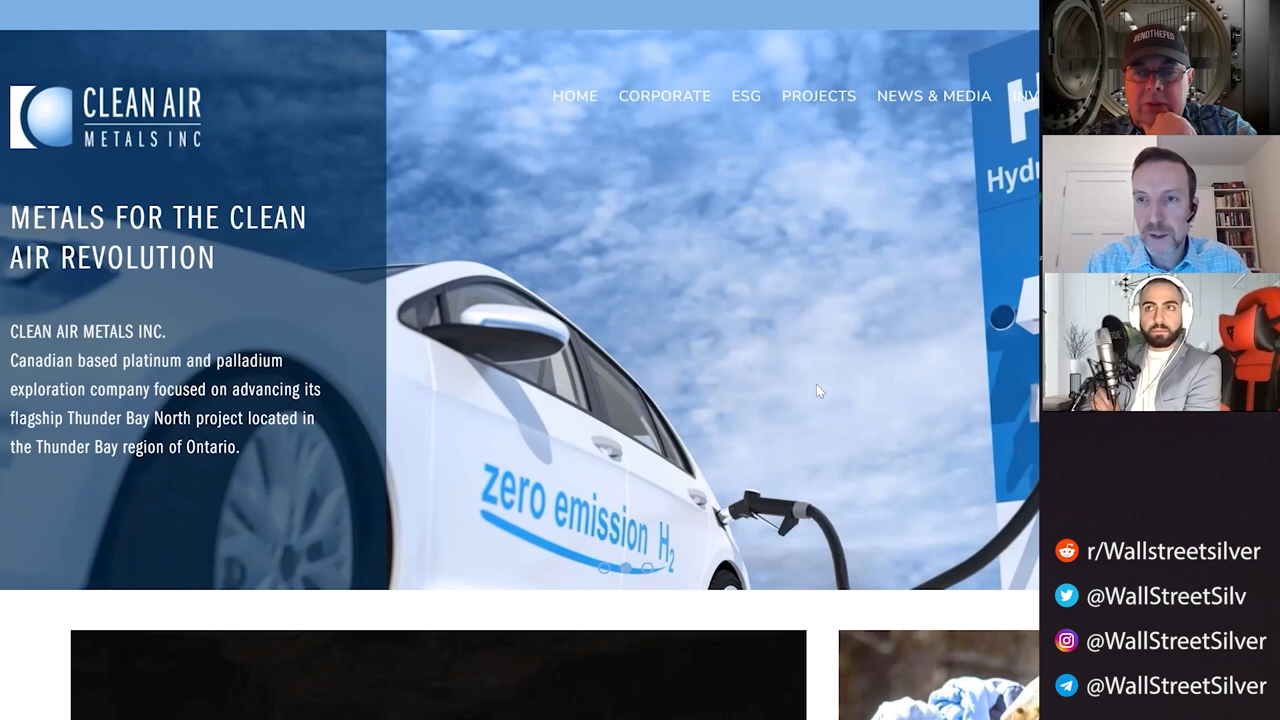 CLEAN AIR
METALS INC
HOME CORPORATE ESG PROJECTS NEWS & MEDIA INV
METALS FOR THE CLEAN
AIR REVOLUTION
CLEAN AIR METALS INC.
Canadian based platinum and palladium
exploration company focused on advancing its
flagship Thunder Bay North project located in
the Thunder Bay region of Ontario.
zero emission H2
H
Hyd
#ENDTHEFED
r/Wallstreetsilver
@WallStreetSilv
@WallStreetSilver
@WallStreetSilver